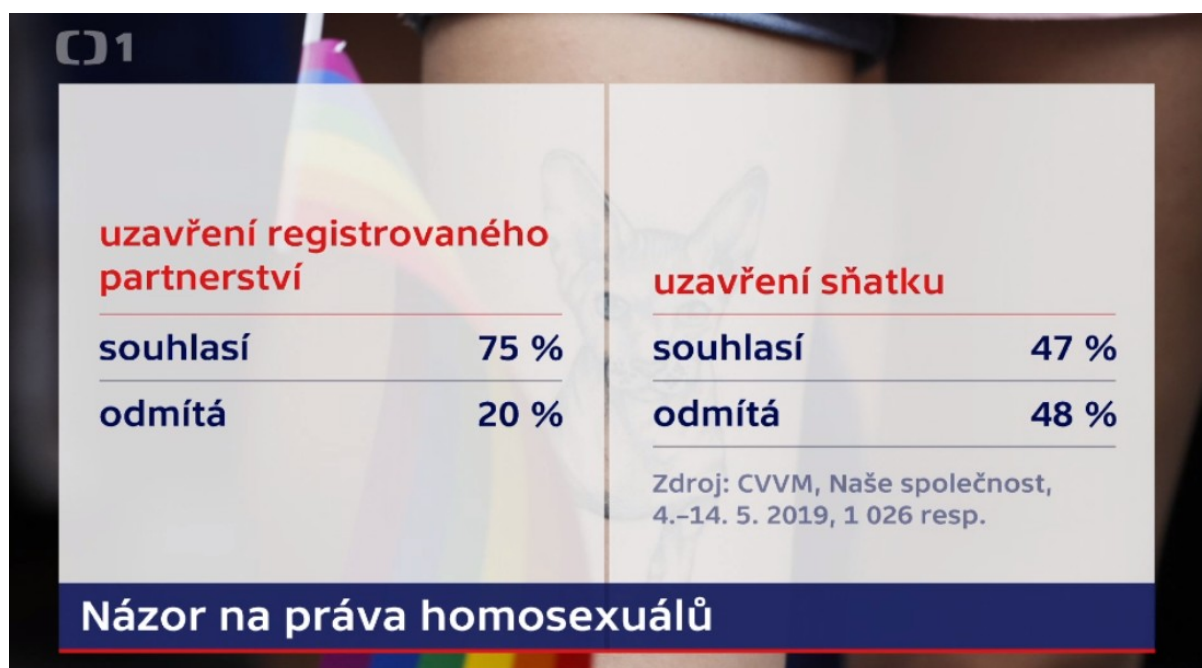 1
uzavření registrovaného
partnerství
souhlasí 75 %
odmítá 20 %
uzavření sňatku
souhlasí 47 %
odmítá 48 %
Zdroj: CVVM, Naše společnost,
4.–14. 5. 2019, 1 026 resp.
Názor na práva homosexuálů